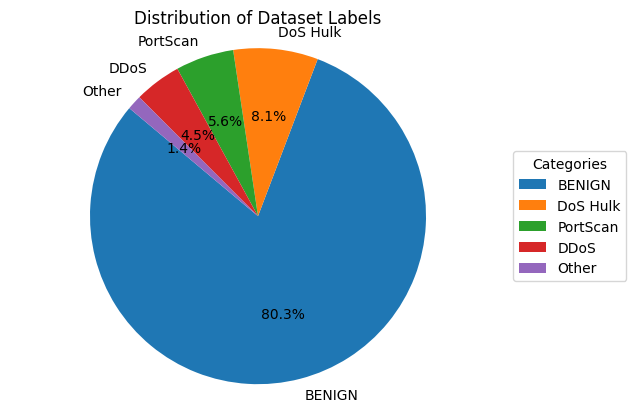 Distribution of Dataset Labels
DoS Hulk
PortScan
DDoS
Other
8.1%
5.6%
4.5%
1.4%
80.3%
BENIGN
Categories
BENIGN
DoS Hulk
PortScan
DDoS
Other